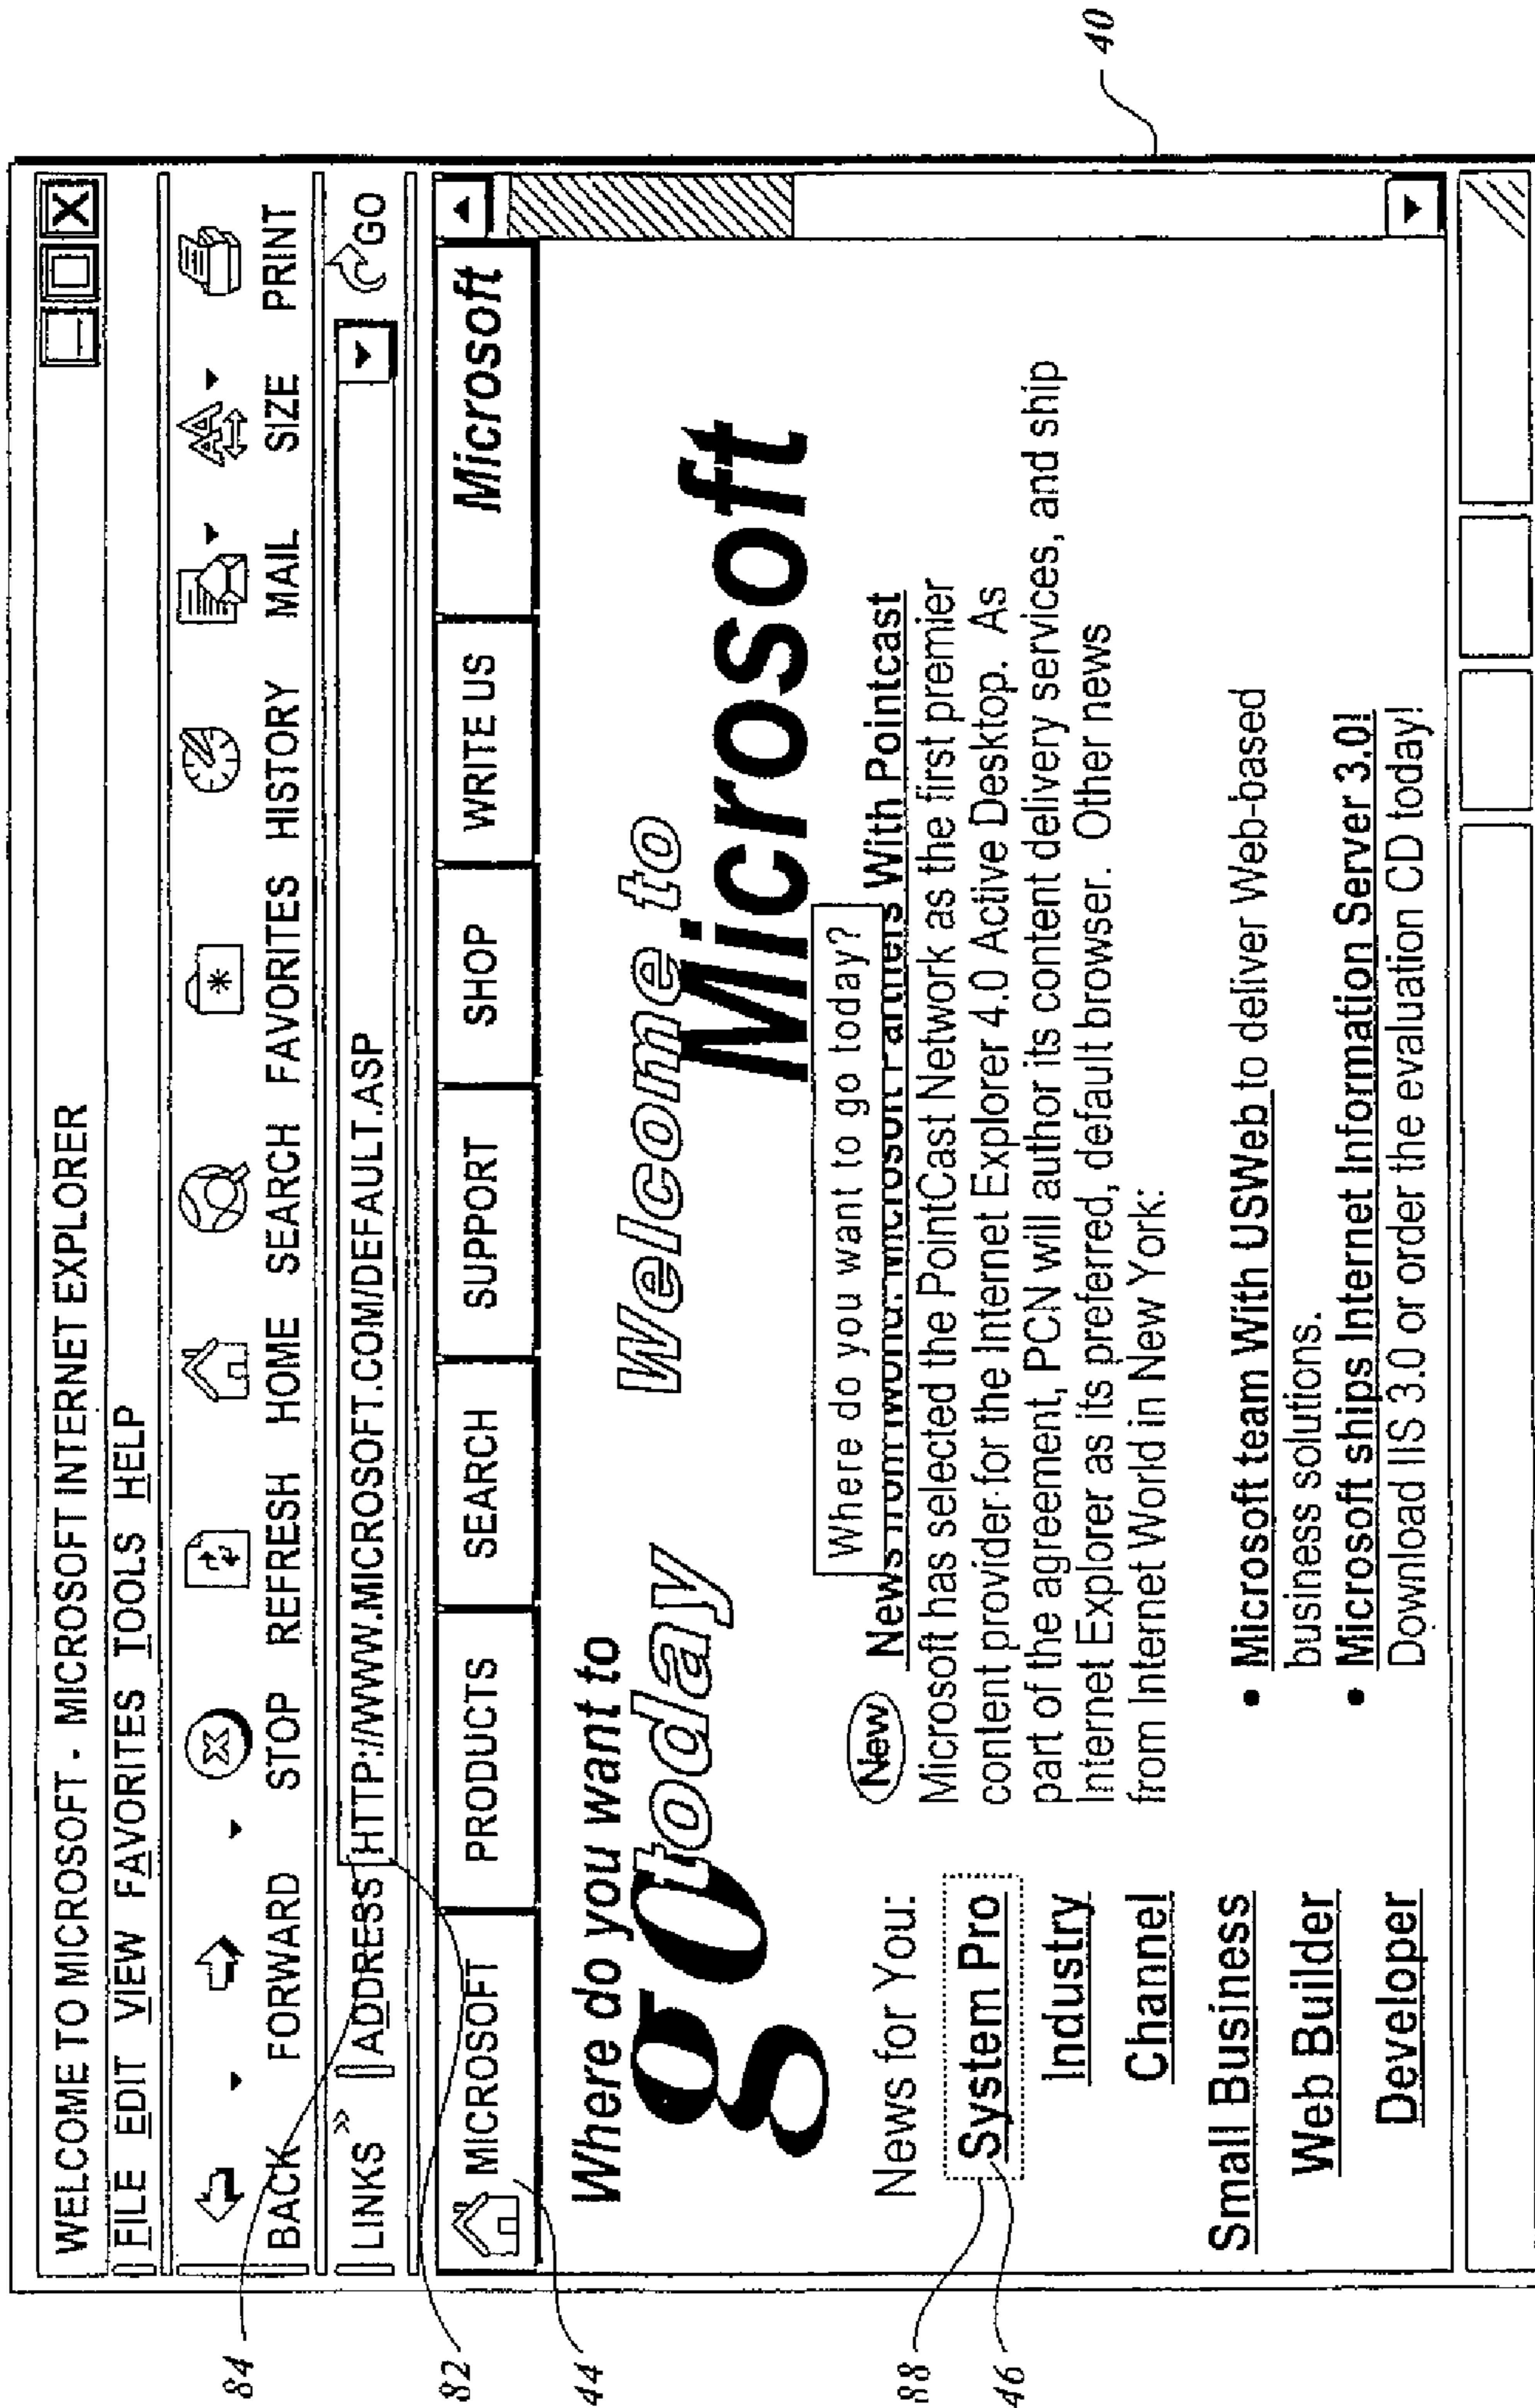 WELCOME TO MICROSOFT - MICROSOFT INTERNET EXPLORER
FILE EDIT VIEW FAVORITES TOOLS HELP
BACK FORWARD STOP REFRESH HOME SEARCH FAVORITES HISTORY MAIL SIZE PRINT
LINKS » ADDRESS HTTP://WWW.MICROSOFT.COM/DEFAULT.ASP GO
MICROSOFT PRODUCTS SEARCH SUPPORT SHOP WRITE US Microsoft
Where do you want to
go today
Welcome to
Microsoft
Where do you want to go today?
New News from Microsoft Partners With Pointcast
Microsoft has selected the PointCast Network as the first premier
content provider for the Internet Explorer 4.0 Active Desktop. As
part of the agreement, PCN will author its content delivery services, and ship
Internet Explorer as its preferred, default browser. Other news
from Internet World in New York:
• Microsoft team With USWeb to deliver Web-based
business solutions.
• Microsoft ships Internet Information Server 3.0!
Download IIS 3.0 or order the evaluation CD today!
News for You:
System Pro
Industry
Channel
Small Business
Web Builder
Developer
84
82
44
88
46
40